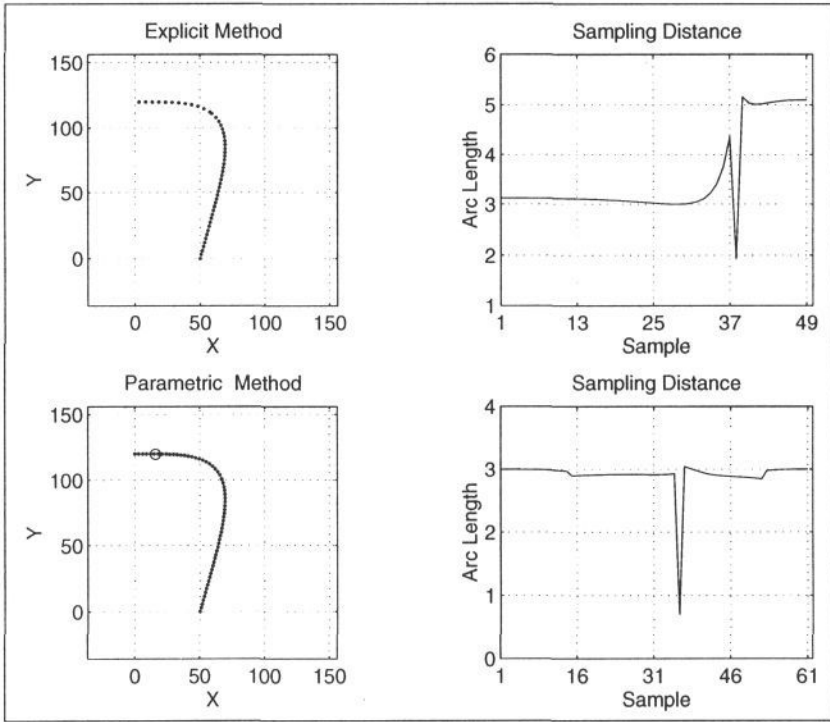 Explicit Method
150
100
50
0
Y
0 50 100 150
X
Sampling Distance
6
5
4
3
2
1
Arc Length
1 13 25 37 49
Sample
Parametric Method
150
100
50
0
Y
0 50 100 150
X
Sampling Distance
4
3
2
1
0
Arc Length
1 16 31 46 61
Sample